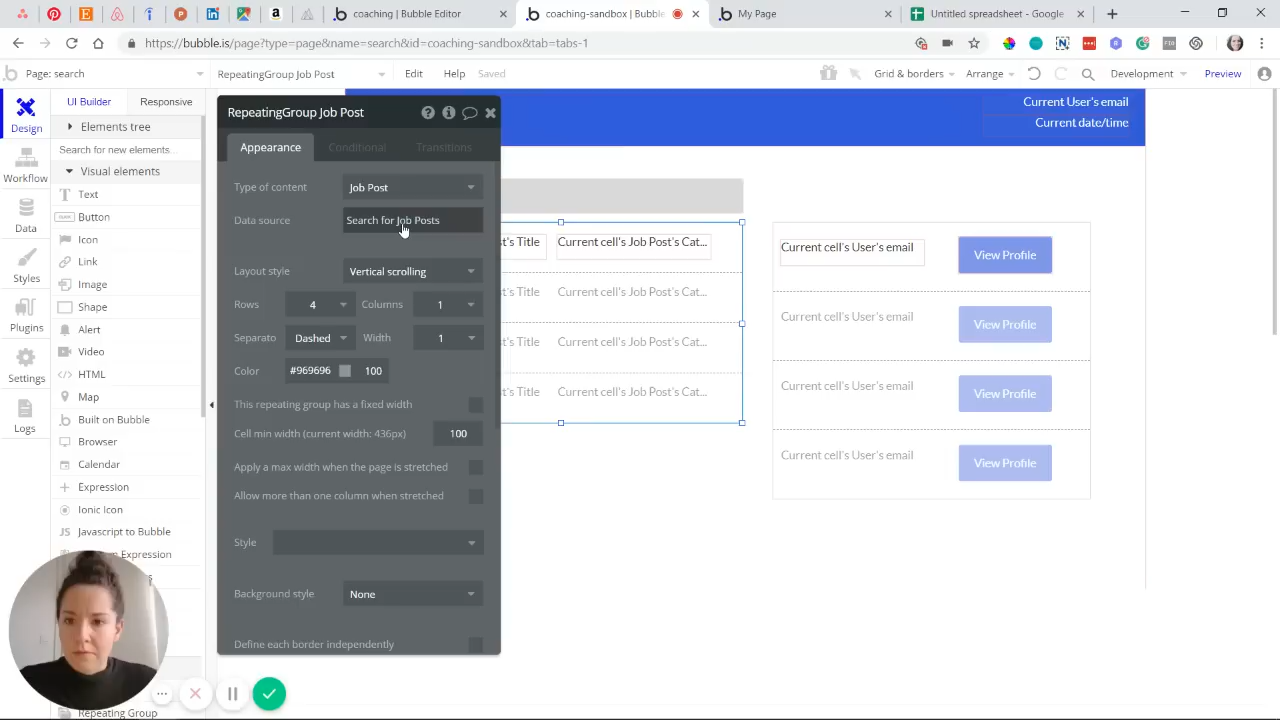 coaching | Bubble Editor
coaching-sandbox | Bubble
My Page
Untitled spreadsheet - Google
https://bubble.is/page?type=page&name=search&id=coaching-sandbox&tab=tabs-1
Page: search
RepeatingGroup Job Post
Edit
Help
Saved
Grid & borders
Arrange
Development
Preview
Design
Workflow
Data
Styles
Plugins
Settings
Logs
UI Builder
Responsive
Elements tree
Search for new elements...
Visual elements
Text
Button
Icon
Link
Image
Shape
Alert
Video
HTML
Map
Built on Bubble
Browser
Calendar
Expression
Ionic Icon
Javascript to Bubble
Expression
Repeating Group
RepeatingGroup Job Post
Appearance
Conditional
Transitions
Type of content
Job Post
Data source
Search for Job Posts
Layout style
Vertical scrolling
Rows
4
Columns
1
Separato
Dashed
Width
1
Color
#969696
100
This repeating group has a fixed width
Cell min width (current width: 436px)
100
Apply a max width when the page is stretched
Allow more than one column when stretched
Style
Background style
None
Define each border independently
Current User's email
Current date/time
t's Title
Current cell's Job Post's Cat...
's Title
Current cell's Job Post's Cat...
's Title
Current cell's Job Post's Cat...
's Title
Current cell's Job Post's Cat...
Current cell's User's email
View Profile
Current cell's User's email
View Profile
Current cell's User's email
View Profile
Current cell's User's email
View Profile